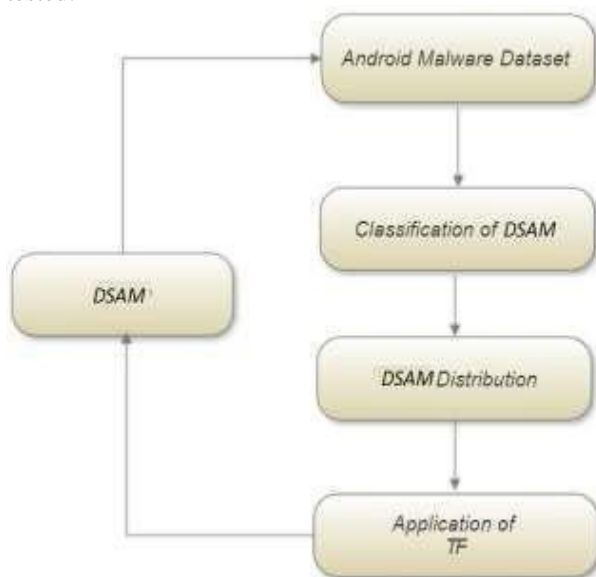 Android Malware Dataset
Classification of DSAM
DSAM'
DSAM Distribution
Application of
TF